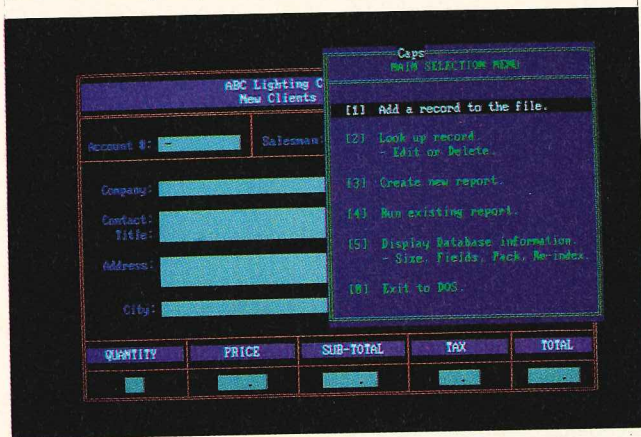 Caps
MAIN SELECTION MENU
ABC Lighting C
New Clients
[1] Add a record to the file.
Account #:
Salesman:
[2] Look up record.
- Edit or Delete.
Company:
[3] Create new report.
Contact:
Title:
[4] Run existing report.
Address:
[5] Display Database information.
- Size, Fields, Pack, Re-index.
City:
[0] Exit to DOS.
QUANTITY PRICE SUB-TOTAL TAX TOTAL